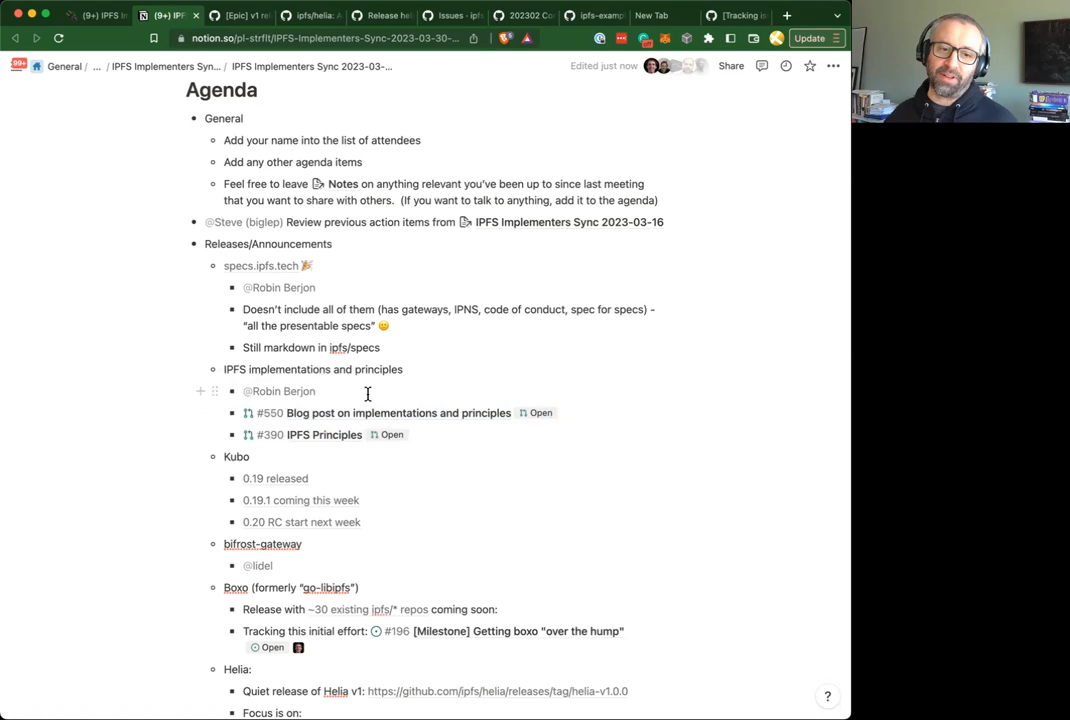 (9+) IPFS Im
(9+) IPF
[Epic] v1 re
ipfs/helia: A
Release he
Issues · ipfs
202302 Co
ipfs-examp
New Tab
[Tracking is
notion.so/pl-strflt/IPFS-Implementers-Sync-2023-03-30-...
Update
99+
General / ... / IPFS Implementers Syn... / IPFS Implementers Sync 2023-03-...
Edited just now
Share
Agenda
General
Add your name into the list of attendees
Add any other agenda items
Feel free to leave Notes on anything relevant you've been up to since last meeting
that you want to share with others. (If you want to talk to anything, add it to the agenda)
@Steve (biglep) Review previous action items from IPFS Implementers Sync 2023-03-16
Releases/Announcements
specs.ipfs.tech 🎉
@Robin Berjon
Doesn't include all of them (has gateways, IPNS, code of conduct, spec for specs) -
"all the presentable specs" 🙂
Still markdown in ipfs/specs
IPFS implementations and principles
@Robin Berjon
#550 Blog post on implementations and principles Open
#390 IPFS Principles Open
Kubo
0.19 released
0.19.1 coming this week
0.20 RC start next week
bifrost-gateway
@lidel
Boxo (formerly "go-libipfs")
Release with ~30 existing ipfs/* repos coming soon:
Tracking this initial effort: #196 [Milestone] Getting boxo "over the hump"
Open
Helia:
Quiet release of Helia v1: https://github.com/ipfs/helia/releases/tag/helia-v1.0.0
Focus is on:
?